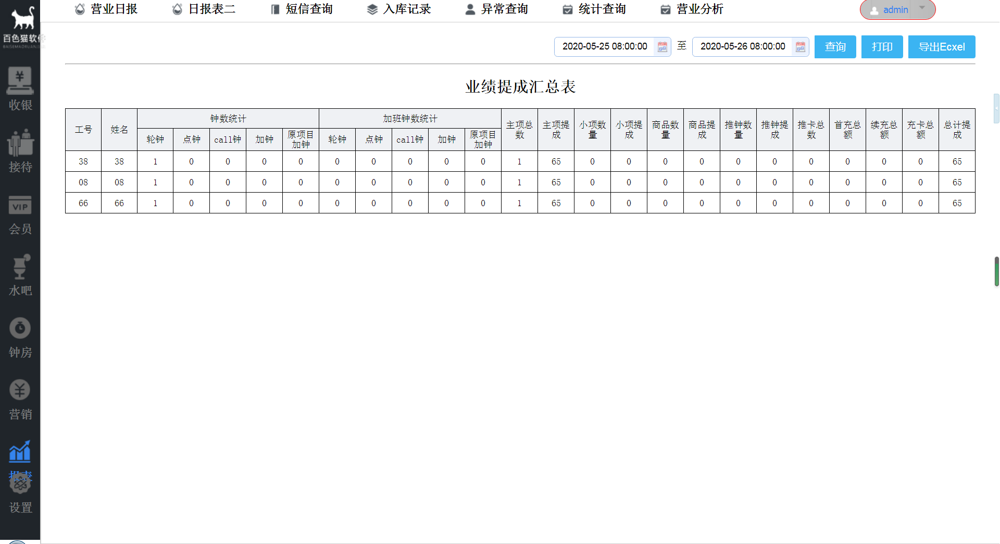 营业日报 日报表二 短信查询 入库记录 异常查询 统计查询 营业分析 admin
百色猫软件
收银
接待
VIP
会员
水吧
钟房
营销
报表
设置
2020-05-25 08:00:00 至 2020-05-26 08:00:00 查询 打印 导出Ecxel
业绩提成汇总表
工号 姓名 钟数统计 加班钟数统计 主项总数 主项提成 小项数量 小项提成 商品数量 商品提成 推钟数量 推钟提成 推卡总数 首充总额 续充总额 充卡总额 总计提成
轮钟 点钟 call钟 加钟 原项目加钟 轮钟 点钟 call钟 加钟 原项目加钟
38 38 1 0 0 0 0 0 0 0 0 0 1 65 0 0 0 0 0 0 0 0 0 0 65
08 08 1 0 0 0 0 0 0 0 0 0 1 65 0 0 0 0 0 0 0 0 0 0 65
66 66 1 0 0 0 0 0 0 0 0 0 1 65 0 0 0 0 0 0 0 0 0 0 65